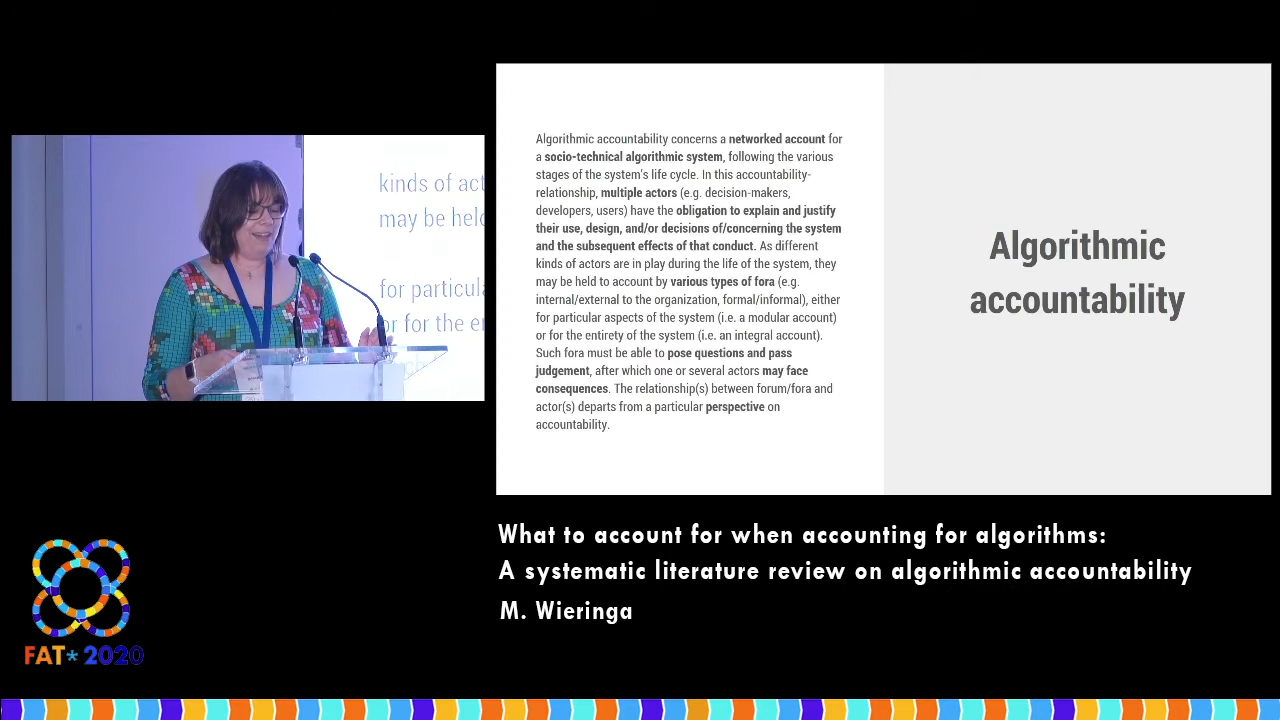 kinds of act
may be held
for particula
or for the e
Algorithmic accountability concerns a networked account for
a socio-technical algorithmic system, following the various
stages of the system's life cycle. In this accountability-
relationship, multiple actors (e.g. decision-makers,
developers, users) have the obligation to explain and justify
their use, design, and/or decisions of/concerning the system
and the subsequent effects of that conduct. As different
kinds of actors are in play during the life of the system, they
may be held to account by various types of fora (e.g.
internal/external to the organization, formal/informal), either
for particular aspects of the system (i.e. a modular account)
or for the entirety of the system (i.e. an integral account).
Such fora must be able to pose questions and pass
judgement, after which one or several actors may face
consequences. The relationship(s) between forum/fora and
actor(s) departs from a particular perspective on
accountability.
Algorithmic
accountability
What to account for when accounting for algorithms:
A systematic literature review on algorithmic accountability
M. Wieringa
FAT* 2020